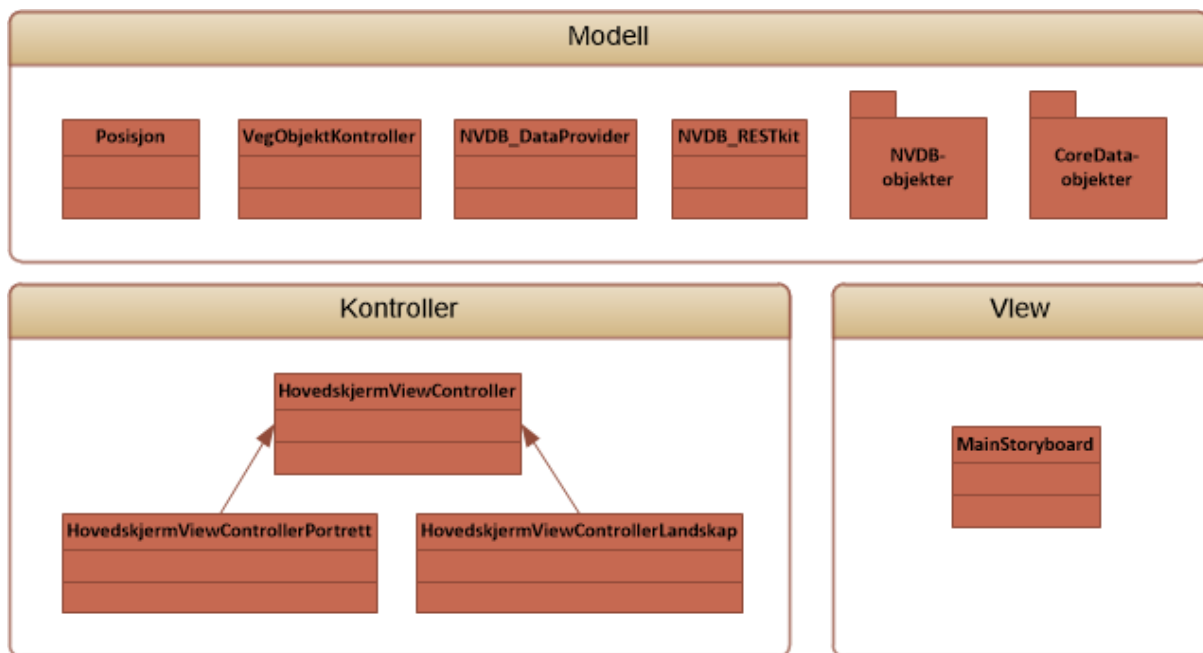 Modell
Posisjon
VegObjektKontroller
NVDB_DataProvider
NVDB_RESTkit
NVDB-
objekter
CoreData-
objekter
Kontroller
HovedskjermViewController
HovedskjermViewControllerPortrett
HovedskjermViewControllerLandskap
VIew
MainStoryboard